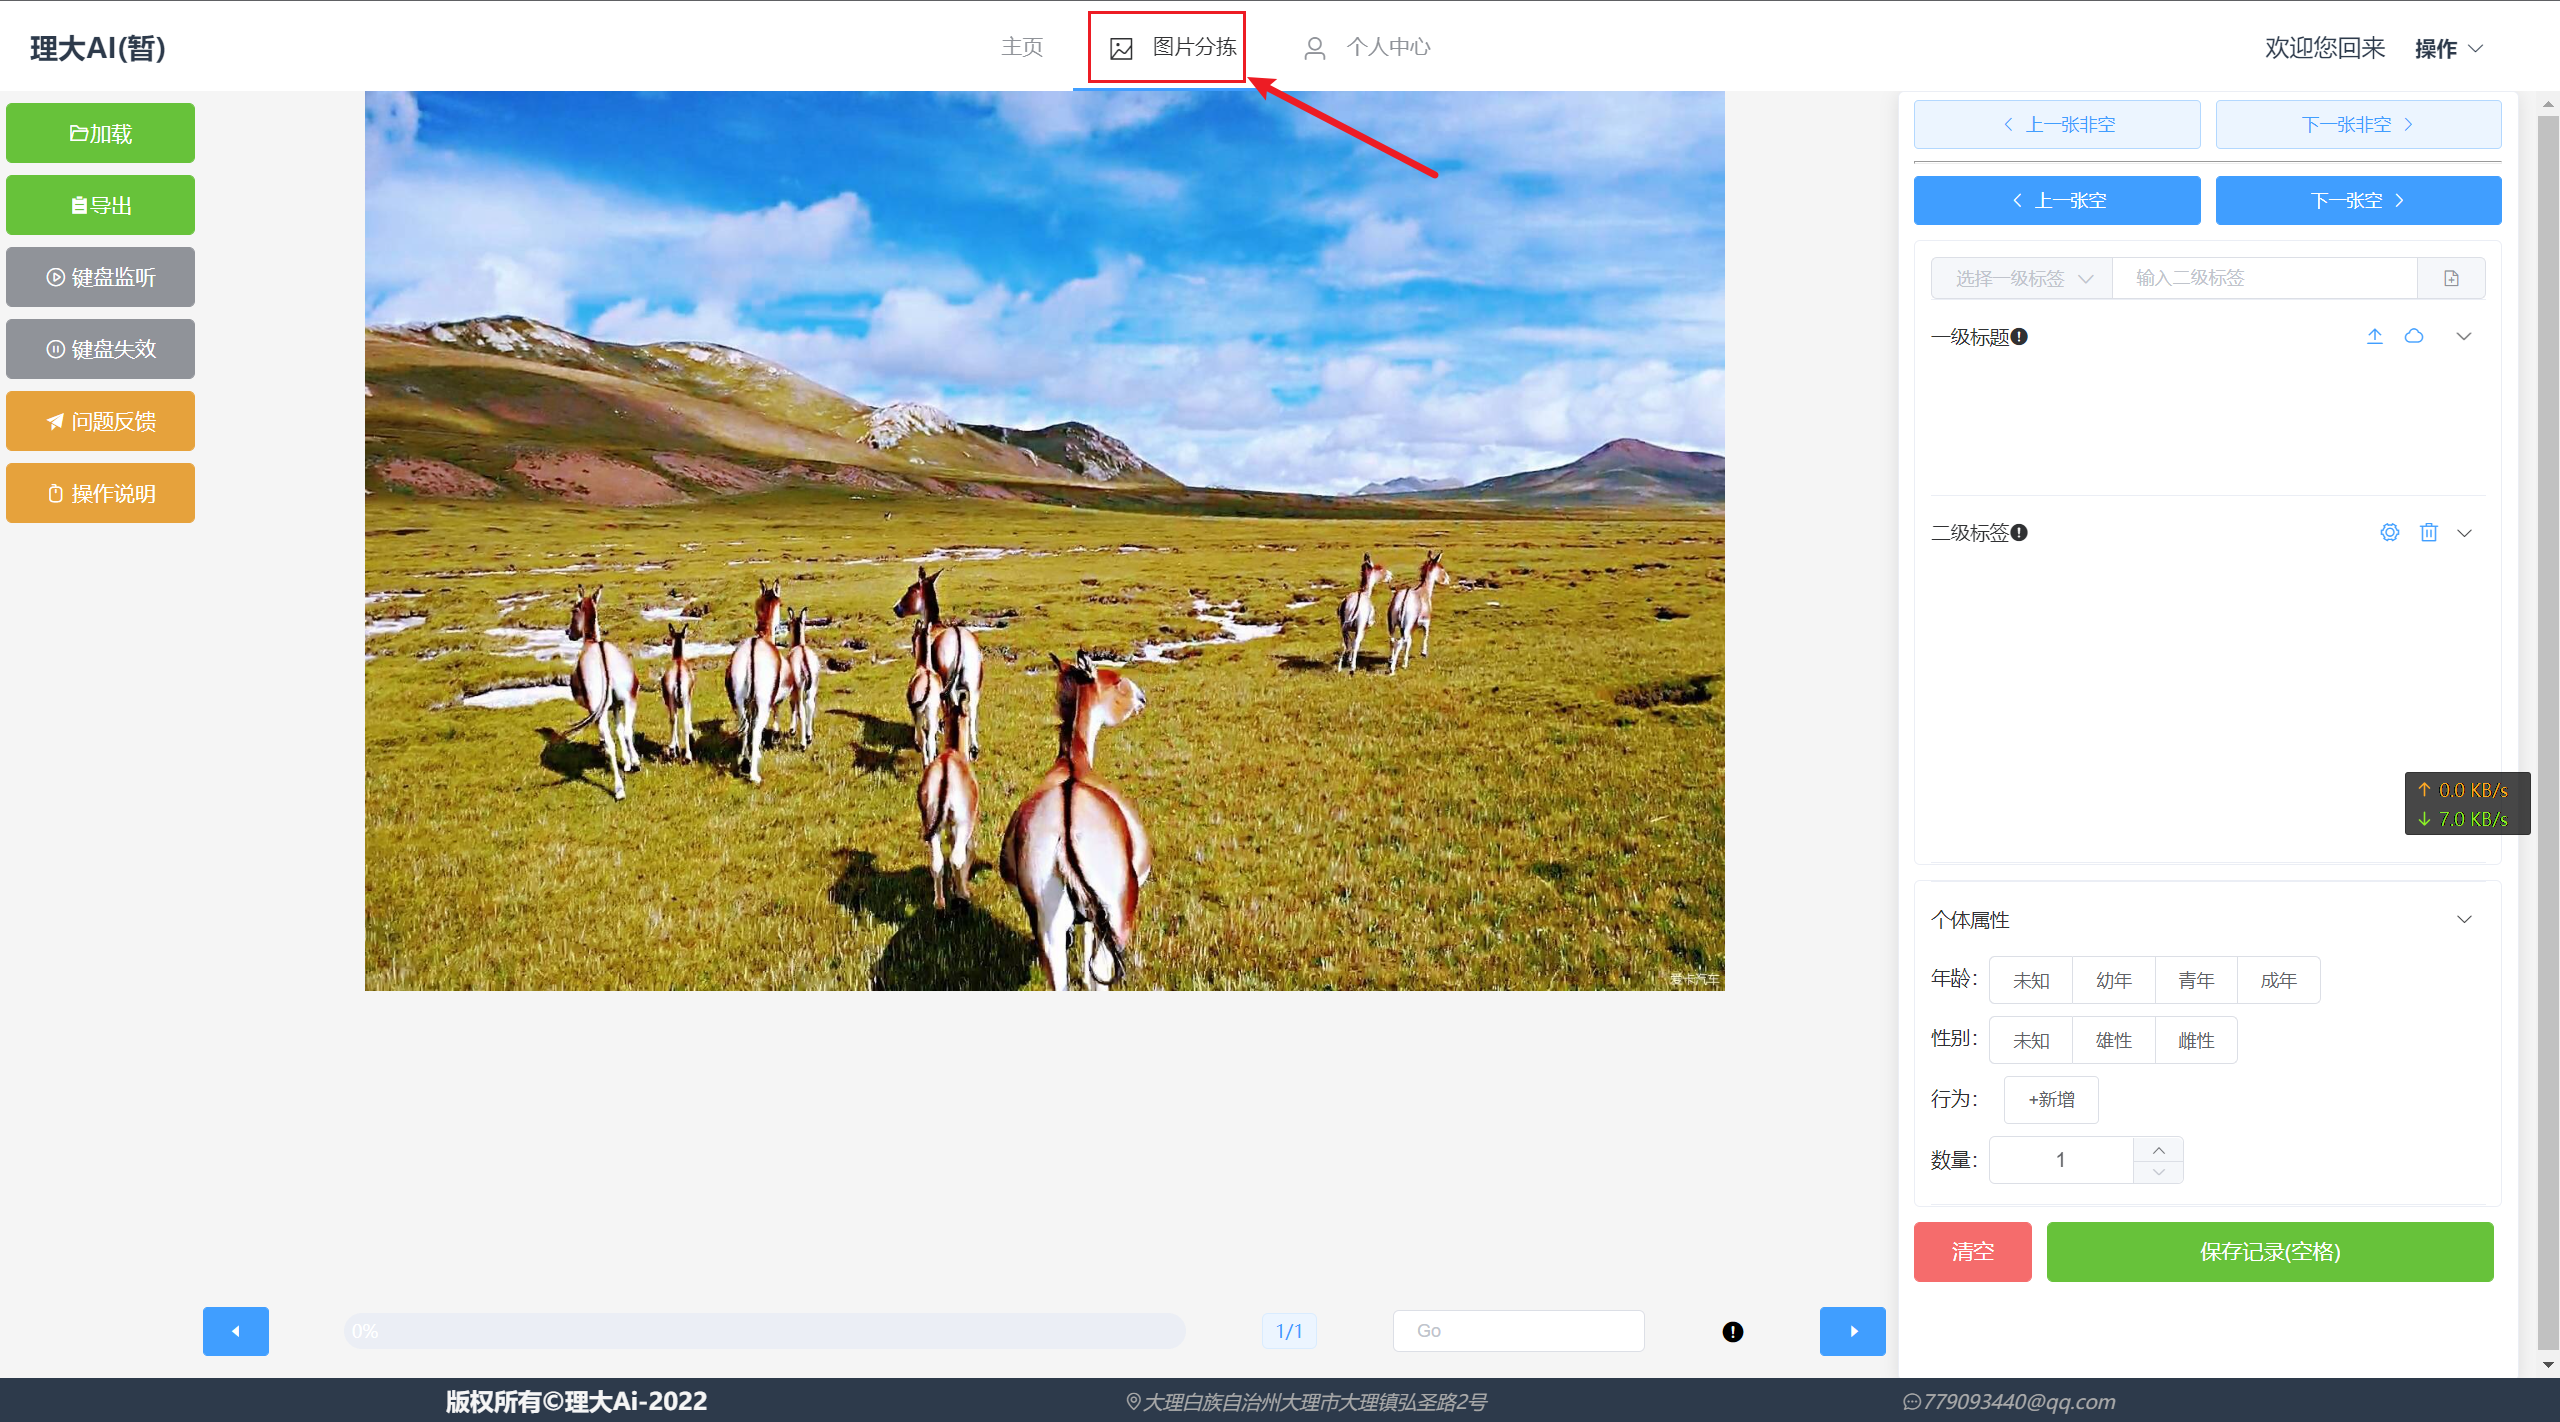 理大AI(暂)
主页
图片分拣
个人中心
欢迎您回来
操作
加载
导出
键盘监听
键盘失效
问题反馈
操作说明
上一张非空
下一张非空
上一张空
下一张空
选择一级标签
输入二级标签
一级标题
二级标签
↑ 0.0 KB/s
↓ 7.0 KB/s
爱卡汽车
个体属性
年龄: 未知 幼年 青年 成年
性别: 未知 雄性 雌性
行为: +新增
数量: 1
清空
保存记录(空格)
0%
1/1
Go
版权所有©理大Ai-2022
大理白族自治州大理市大理镇弘圣路2号
779093440@qq.com